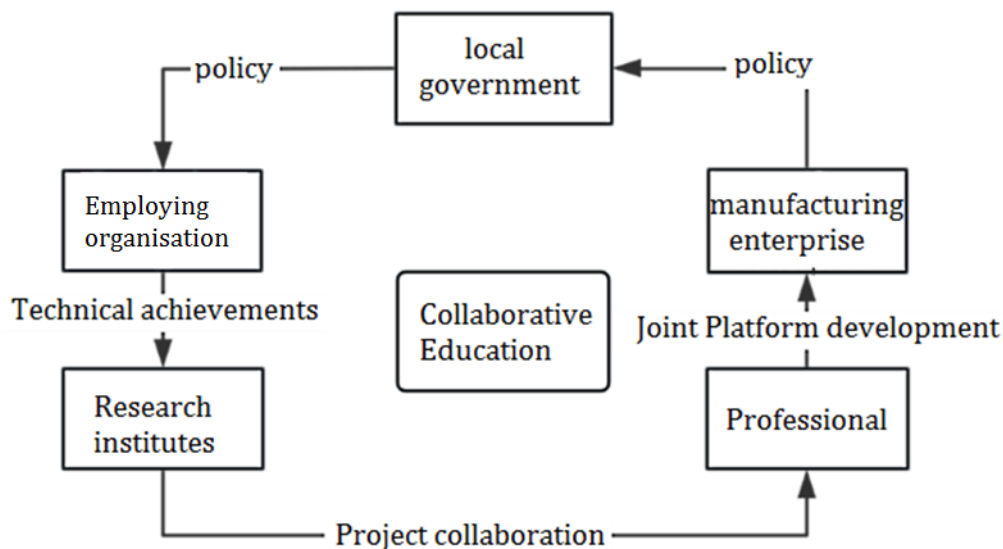 local
government
policy
policy
Employing
organisation
manufacturing
enterprise
Technical achievements
Collaborative
Education
Joint Platform development
Research
institutes
Professional
Project collaboration